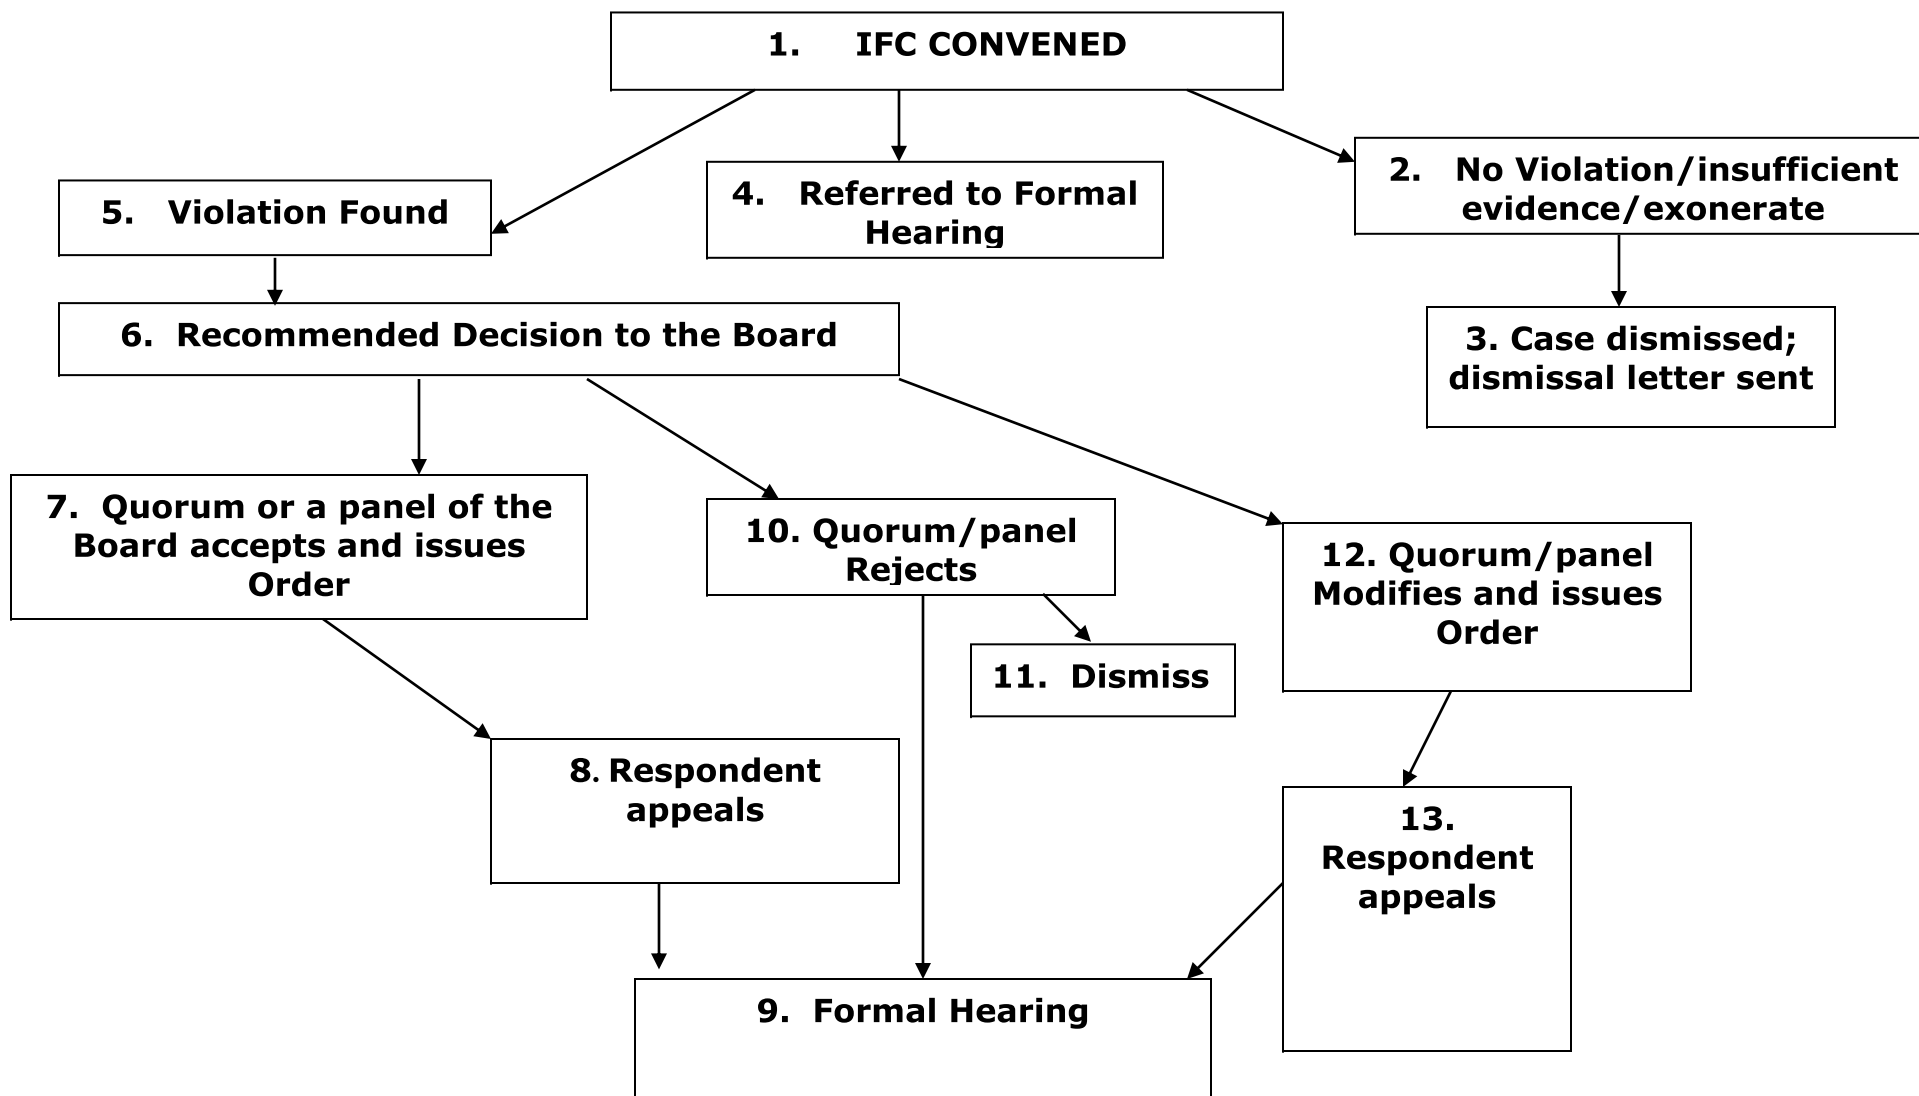 1. IFC CONVENED
2. No Violation/insufficient
evidence/exonerate
5. Violation Found
4. Referred to Formal
Hearing
6. Recommended Decision to the Board
3. Case dismissed;
dismissal letter sent
7. Quorum or a panel of the
Board accepts and issues
Order
10. Quorum/panel
Rejects
12. Quorum/panel
Modifies and issues
Order
11. Dismiss
8. Respondent
appeals
13.
Respondent
appeals
9. Formal Hearing